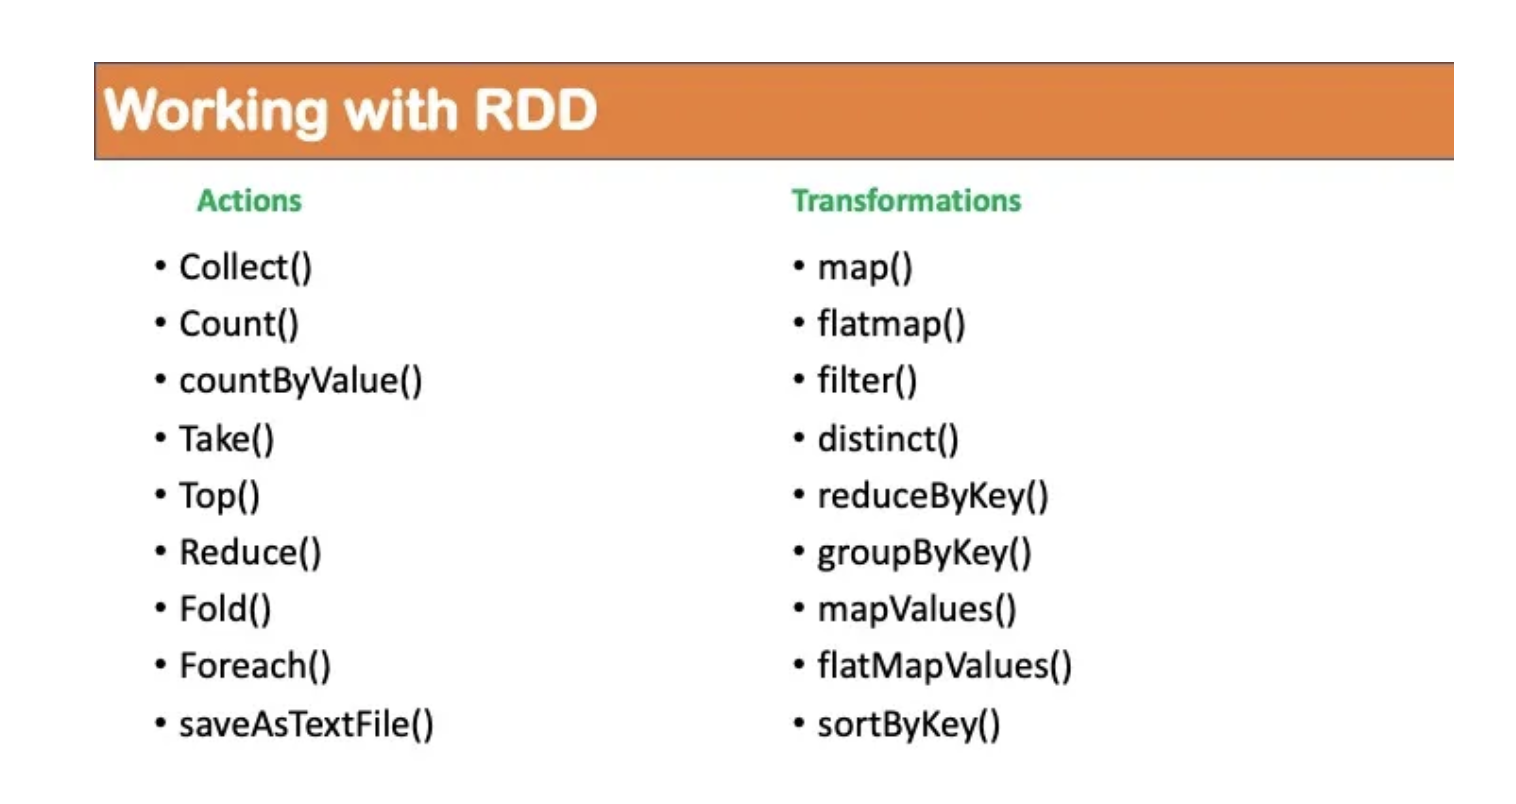 Working with RDD
Actions
• Collect()
• Count()
• countByValue()
• Take()
• Top()
• Reduce()
• Fold()
• Foreach()
• saveAsTextFile()
Transformations
• map()
• flatmap()
• filter()
• distinct()
• reduceByKey()
• groupByKey()
• mapValues()
• flatMapValues()
• sortByKey()